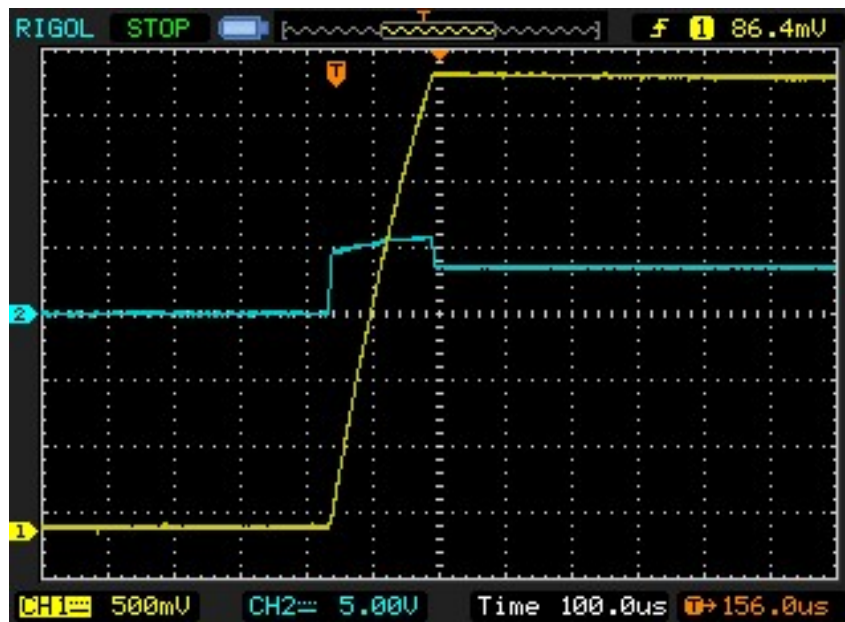 RIGOL STOP T 1 86.4mV
T
2
1
CH1 500mV CH2 5.00V Time 100.0us T→156.0us